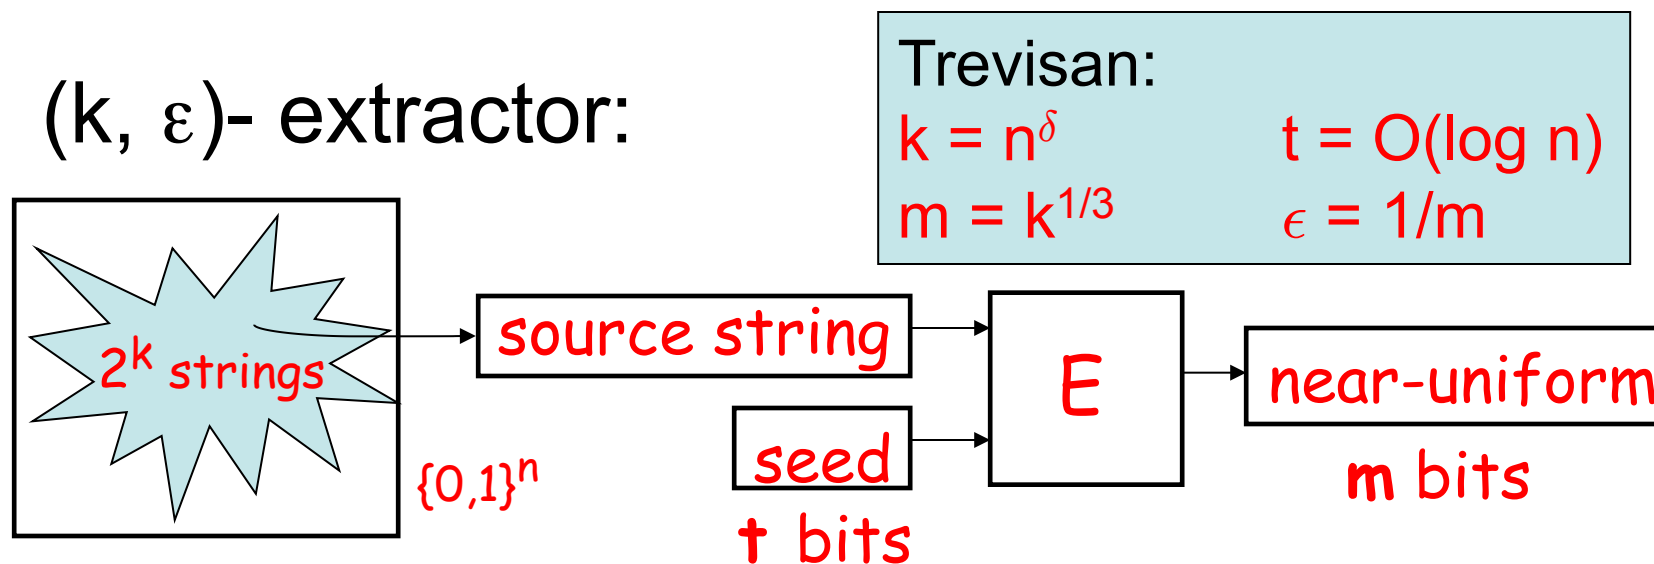 (k, ε)- extractor:
Trevisan:
k = n^δ t = O(log n)
m = k^1/3 ϵ = 1/m
2^k strings
{0,1}^n
source string
seed
t bits
E
near-uniform
m bits